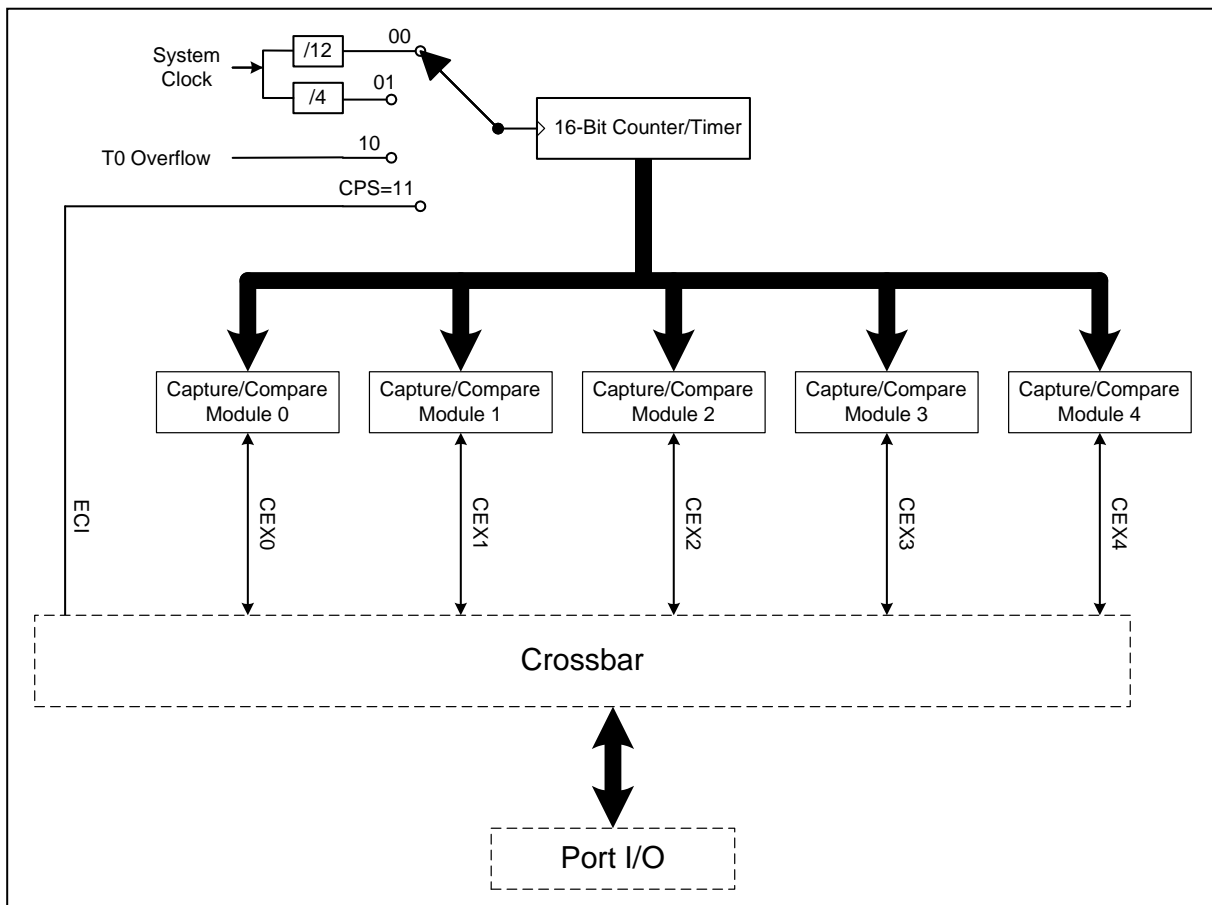 00
System
Clock
/12
01
/4
16-Bit Counter/Timer
10
T0 Overflow
CPS=11
Capture/Compare
Module 0
Capture/Compare
Module 1
Capture/Compare
Module 2
Capture/Compare
Module 3
Capture/Compare
Module 4
ECI
CEX0
CEX1
CEX2
CEX3
CEX4
Crossbar
Port I/O